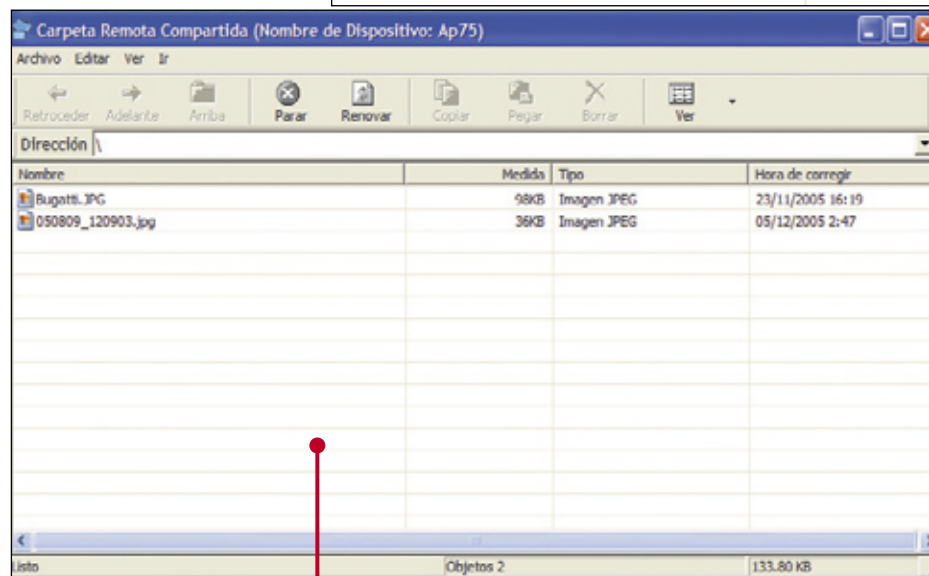 Carpeta Remota Compartida (Nombre de Dispositivo: Ap75)
Archivo Editar Ver Ir
Retroceder Adelante Arriba Parar Renovar Copiar Pegar Borrar Ver
Dirección \
Nombre Medida Tipo Hora de corregir
Bugatti.JPG 98KB Imagen JPEG 23/11/2005 16:19
050809_120903.jpg 36KB Imagen JPEG 05/12/2005 2:47
Listo Objetos 2 133.80 KB